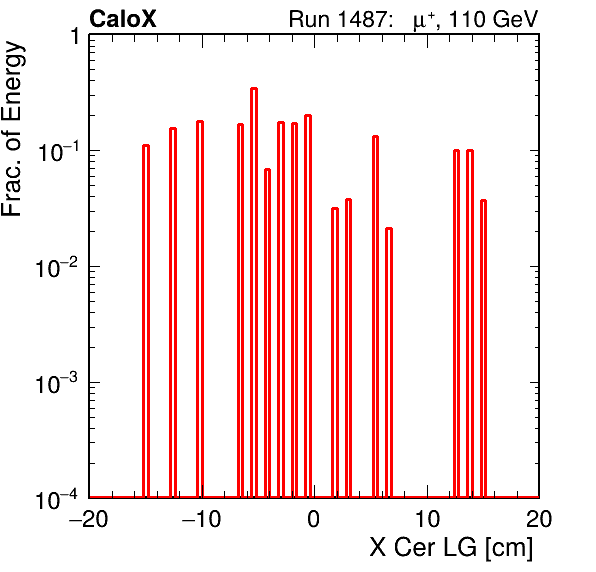 CaloX Run 1487: μ⁺, 110 GeV
Frac. of Energy
1
10⁻¹
10⁻²
10⁻³
10⁻⁴
−20 −10 0 10 20
X Cer LG [cm]